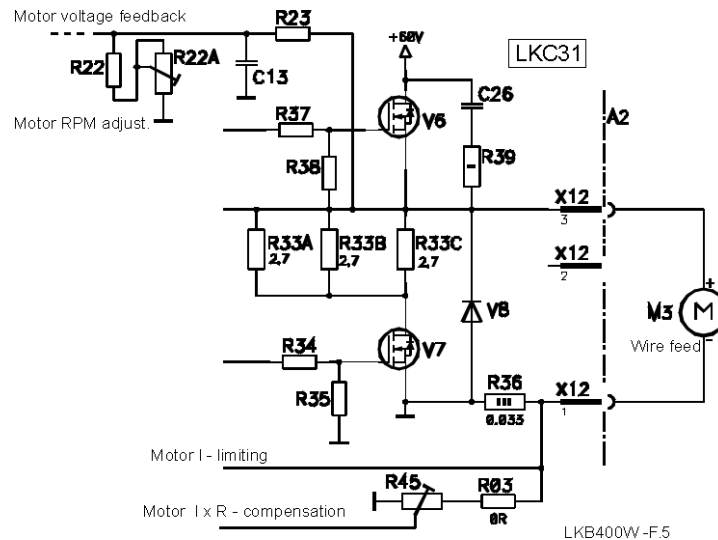 Motor voltage feedback
R23
+60V
LKC31
R22
R22A
C13
C26
A2
Motor RPM adjust.
R37
V6
R38
R39
X12
3
R33A
2,7
R33B
2,7
R33C
2,7
X12
2
V8
M3
+
M
-
Wire feed
R34
V7
R35
R36
0.033
X12
1
Motor I - limiting
R45
R03
0R
Motor I x R - compensation
LKB400W-F.5